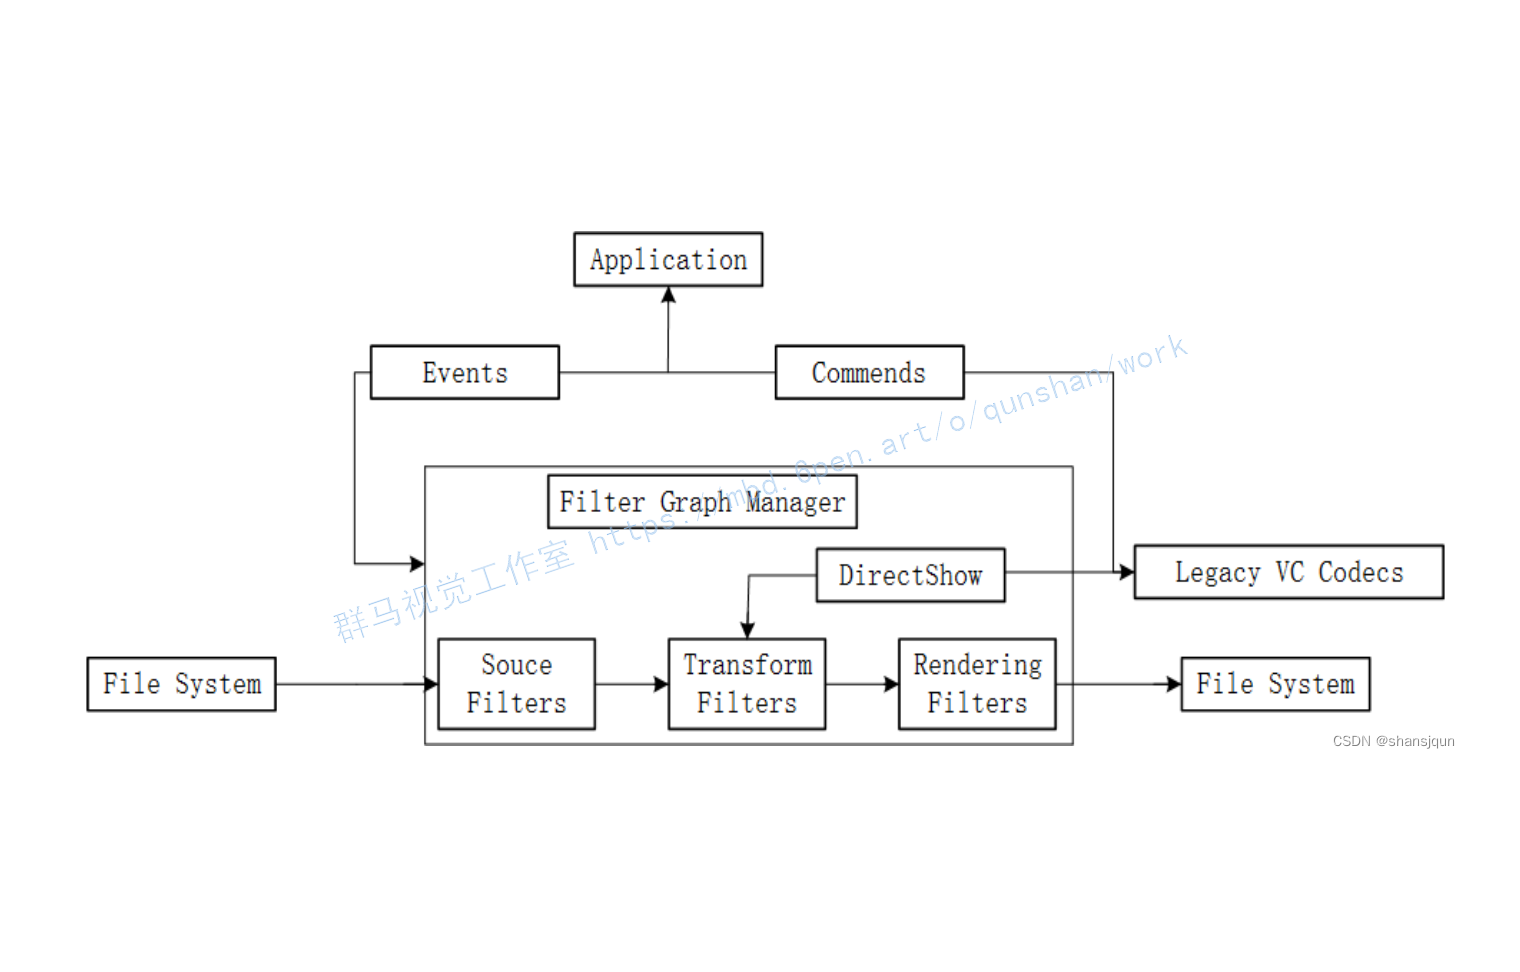 Application
Events
Commends
Filter Graph Manager
DirectShow
Legacy VC Codecs
File System
Souce
Filters
Transform
Filters
Rendering
Filters
File System
群马视觉工作室 https://mbd.6pen.art/o/qunshan/work
CSDN @shansjqun